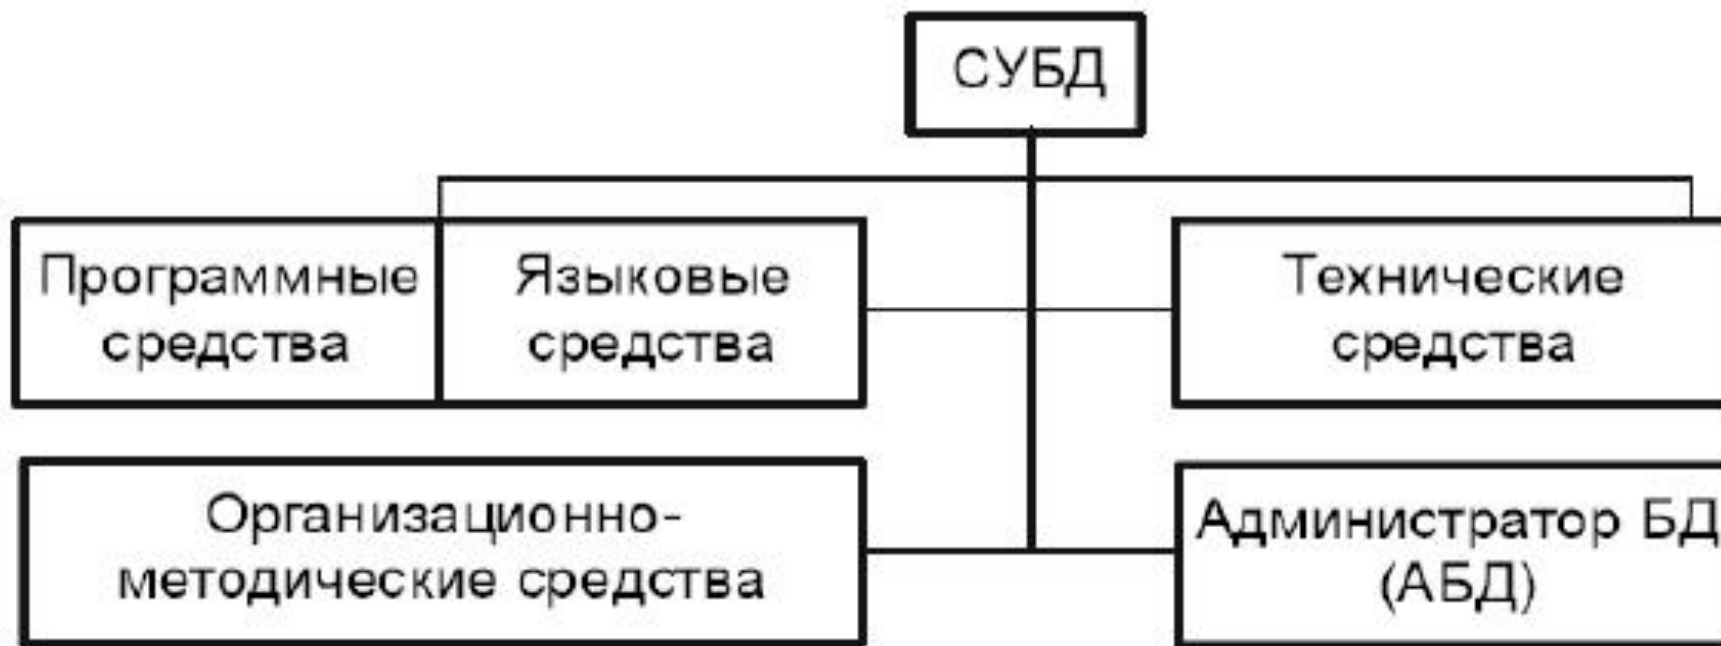 СУБД
Программные
средства
Языковые
средства
Технические
средства
Организационно-
методические средства
Администратор БД
(АБД)